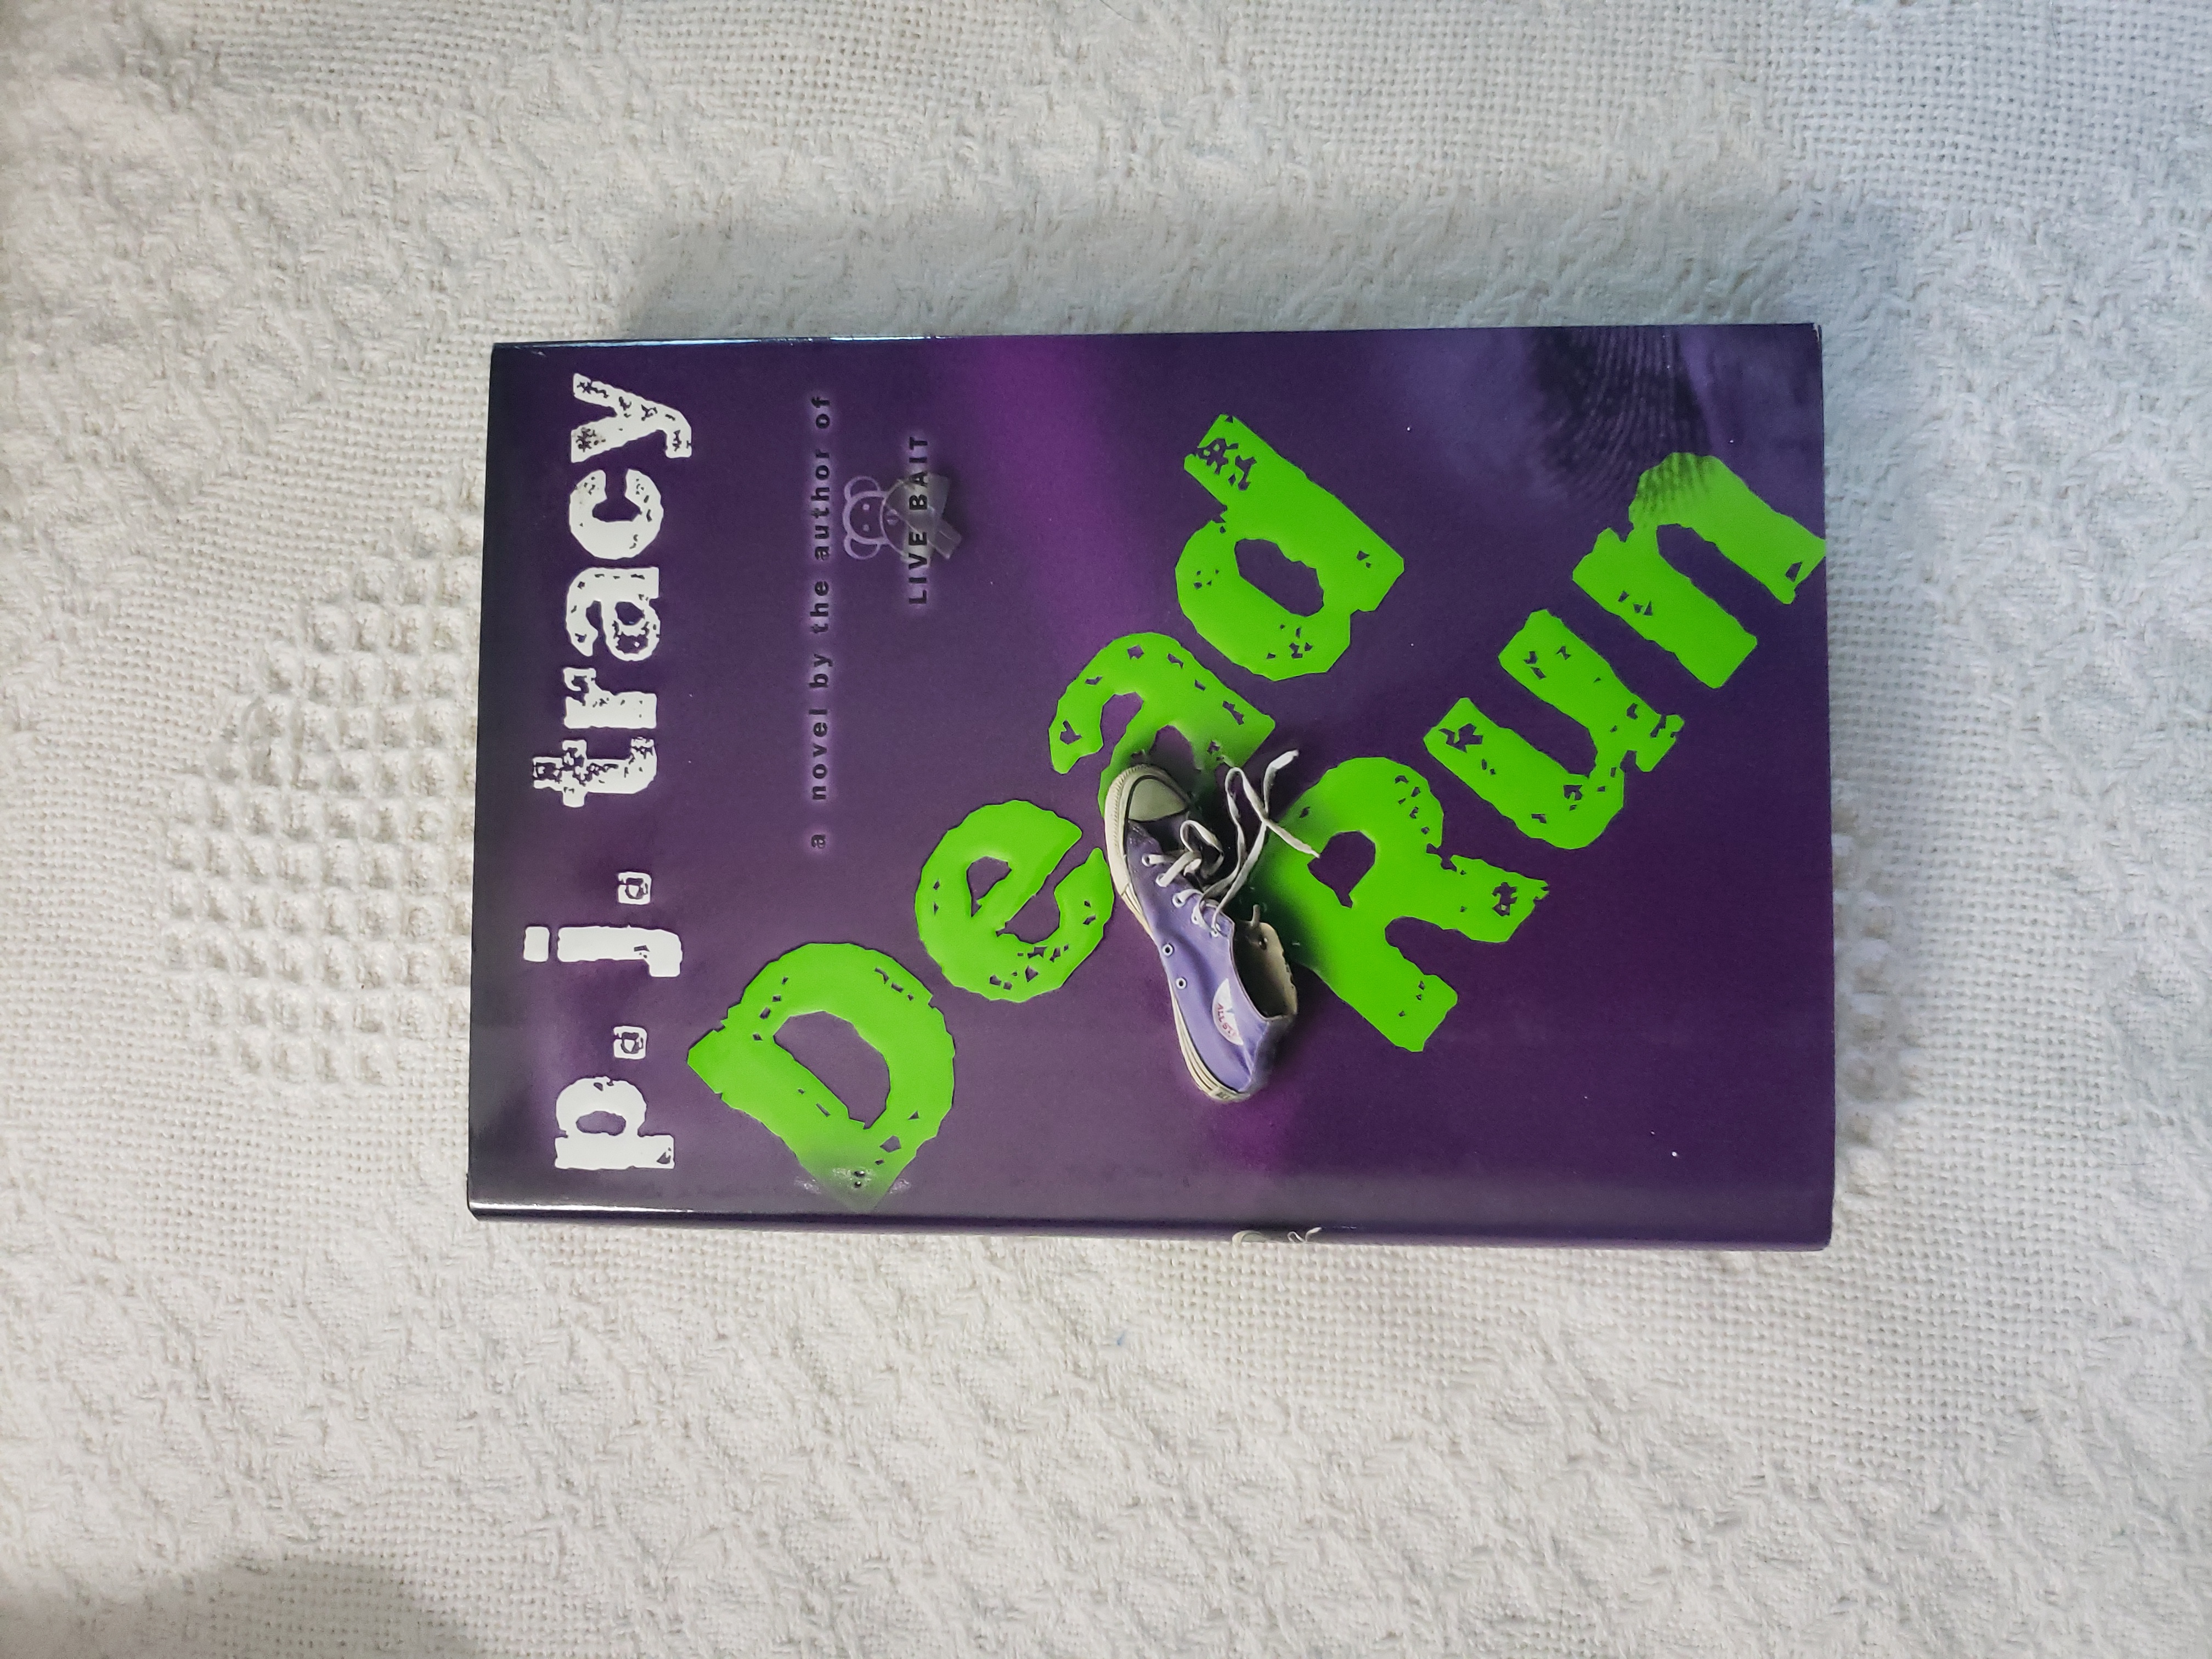 p.j. tracy
a novel by the author of
LIVE BAIT
Dead
Run